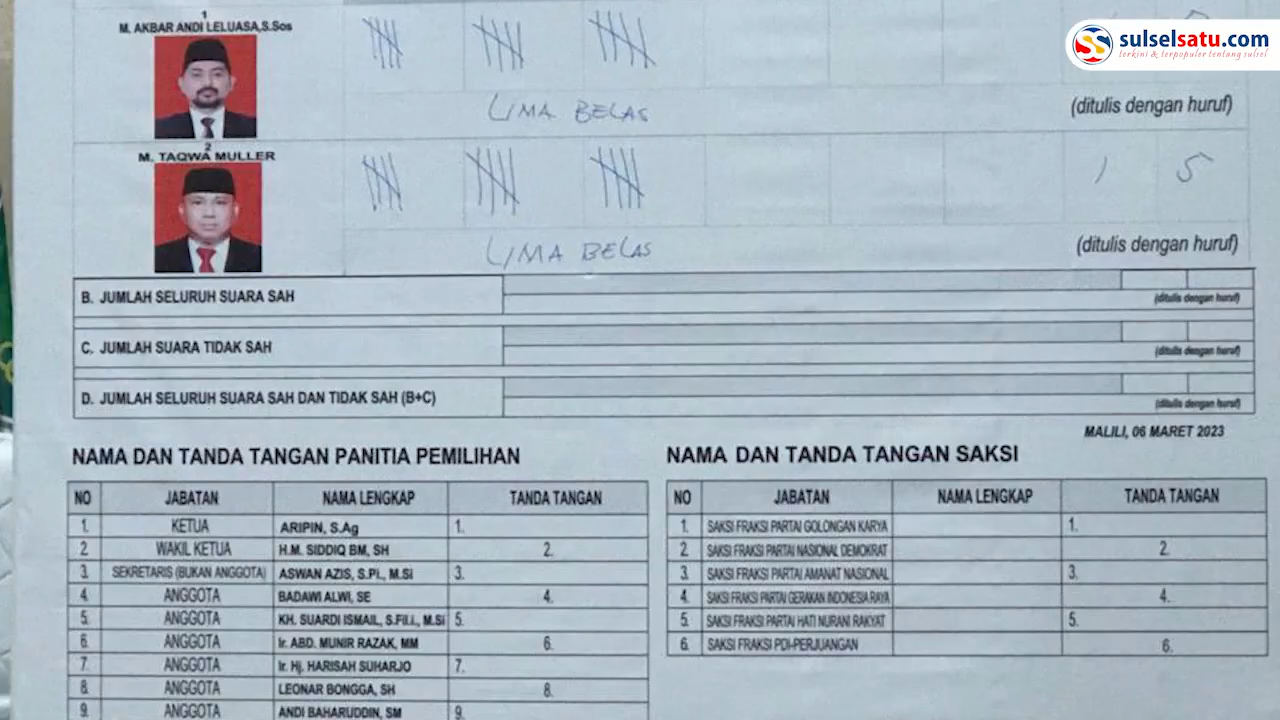 sulselsatu.com
terkini & terpopuler tentang sulsel
1
M. AKBAR ANDI LELUASA,S.Sos
LIMA BELAS
(ditulis dengan huruf)
2
M. TAQWA MULLER
1 5
LIMA BELAS
(ditulis dengan huruf)
B. JUMLAH SELURUH SUARA SAH
(ditulis dengan huruf)
C. JUMLAH SUARA TIDAK SAH
(ditulis dengan huruf)
D. JUMLAH SELURUH SUARA SAH DAN TIDAK SAH (B+C)
(ditulis dengan huruf)
MALILI, 06 MARET 2023
NAMA DAN TANDA TANGAN PANITIA PEMILIHAN
NO JABATAN NAMA LENGKAP TANDA TANGAN
1. KETUA ARIPIN, S.Ag 1.
2. WAKIL KETUA H.M. SIDDIQ BM, SH 2.
3. SEKRETARIS (BUKAN ANGGOTA) ASWAN AZIS, S.Pi., M.Si 3.
4. ANGGOTA BADAWI ALWI, SE 4.
5. ANGGOTA KH. SUARDI ISMAIL, S.Fil.i., M.Si 5.
6. ANGGOTA Ir. ABD. MUNIR RAZAK, MM 6.
7. ANGGOTA Ir. Hj. HARISAH SUHARJO 7.
8. ANGGOTA LEONAR BONGGA, SH 8.
9. ANGGOTA ANDI BAHARUDDIN, SM 9.
NAMA DAN TANDA TANGAN SAKSI
NO JABATAN NAMA LENGKAP TANDA TANGAN
1. SAKSI FRAKSI PARTAI GOLONGAN KARYA 1.
2. SAKSI FRAKSI PARTAI NASIONAL DEMOKRAT 2.
3. SAKSI FRAKSI PARTAI AMANAT NASIONAL 3.
4. SAKSI FRAKSI PARTAI GERAKAN INDONESIA RAYA 4.
5. SAKSI FRAKSI PARTAI HATI NURANI RAKYAT 5.
6. SAKSI FRAKSI PDI-PERJUANGAN 6.